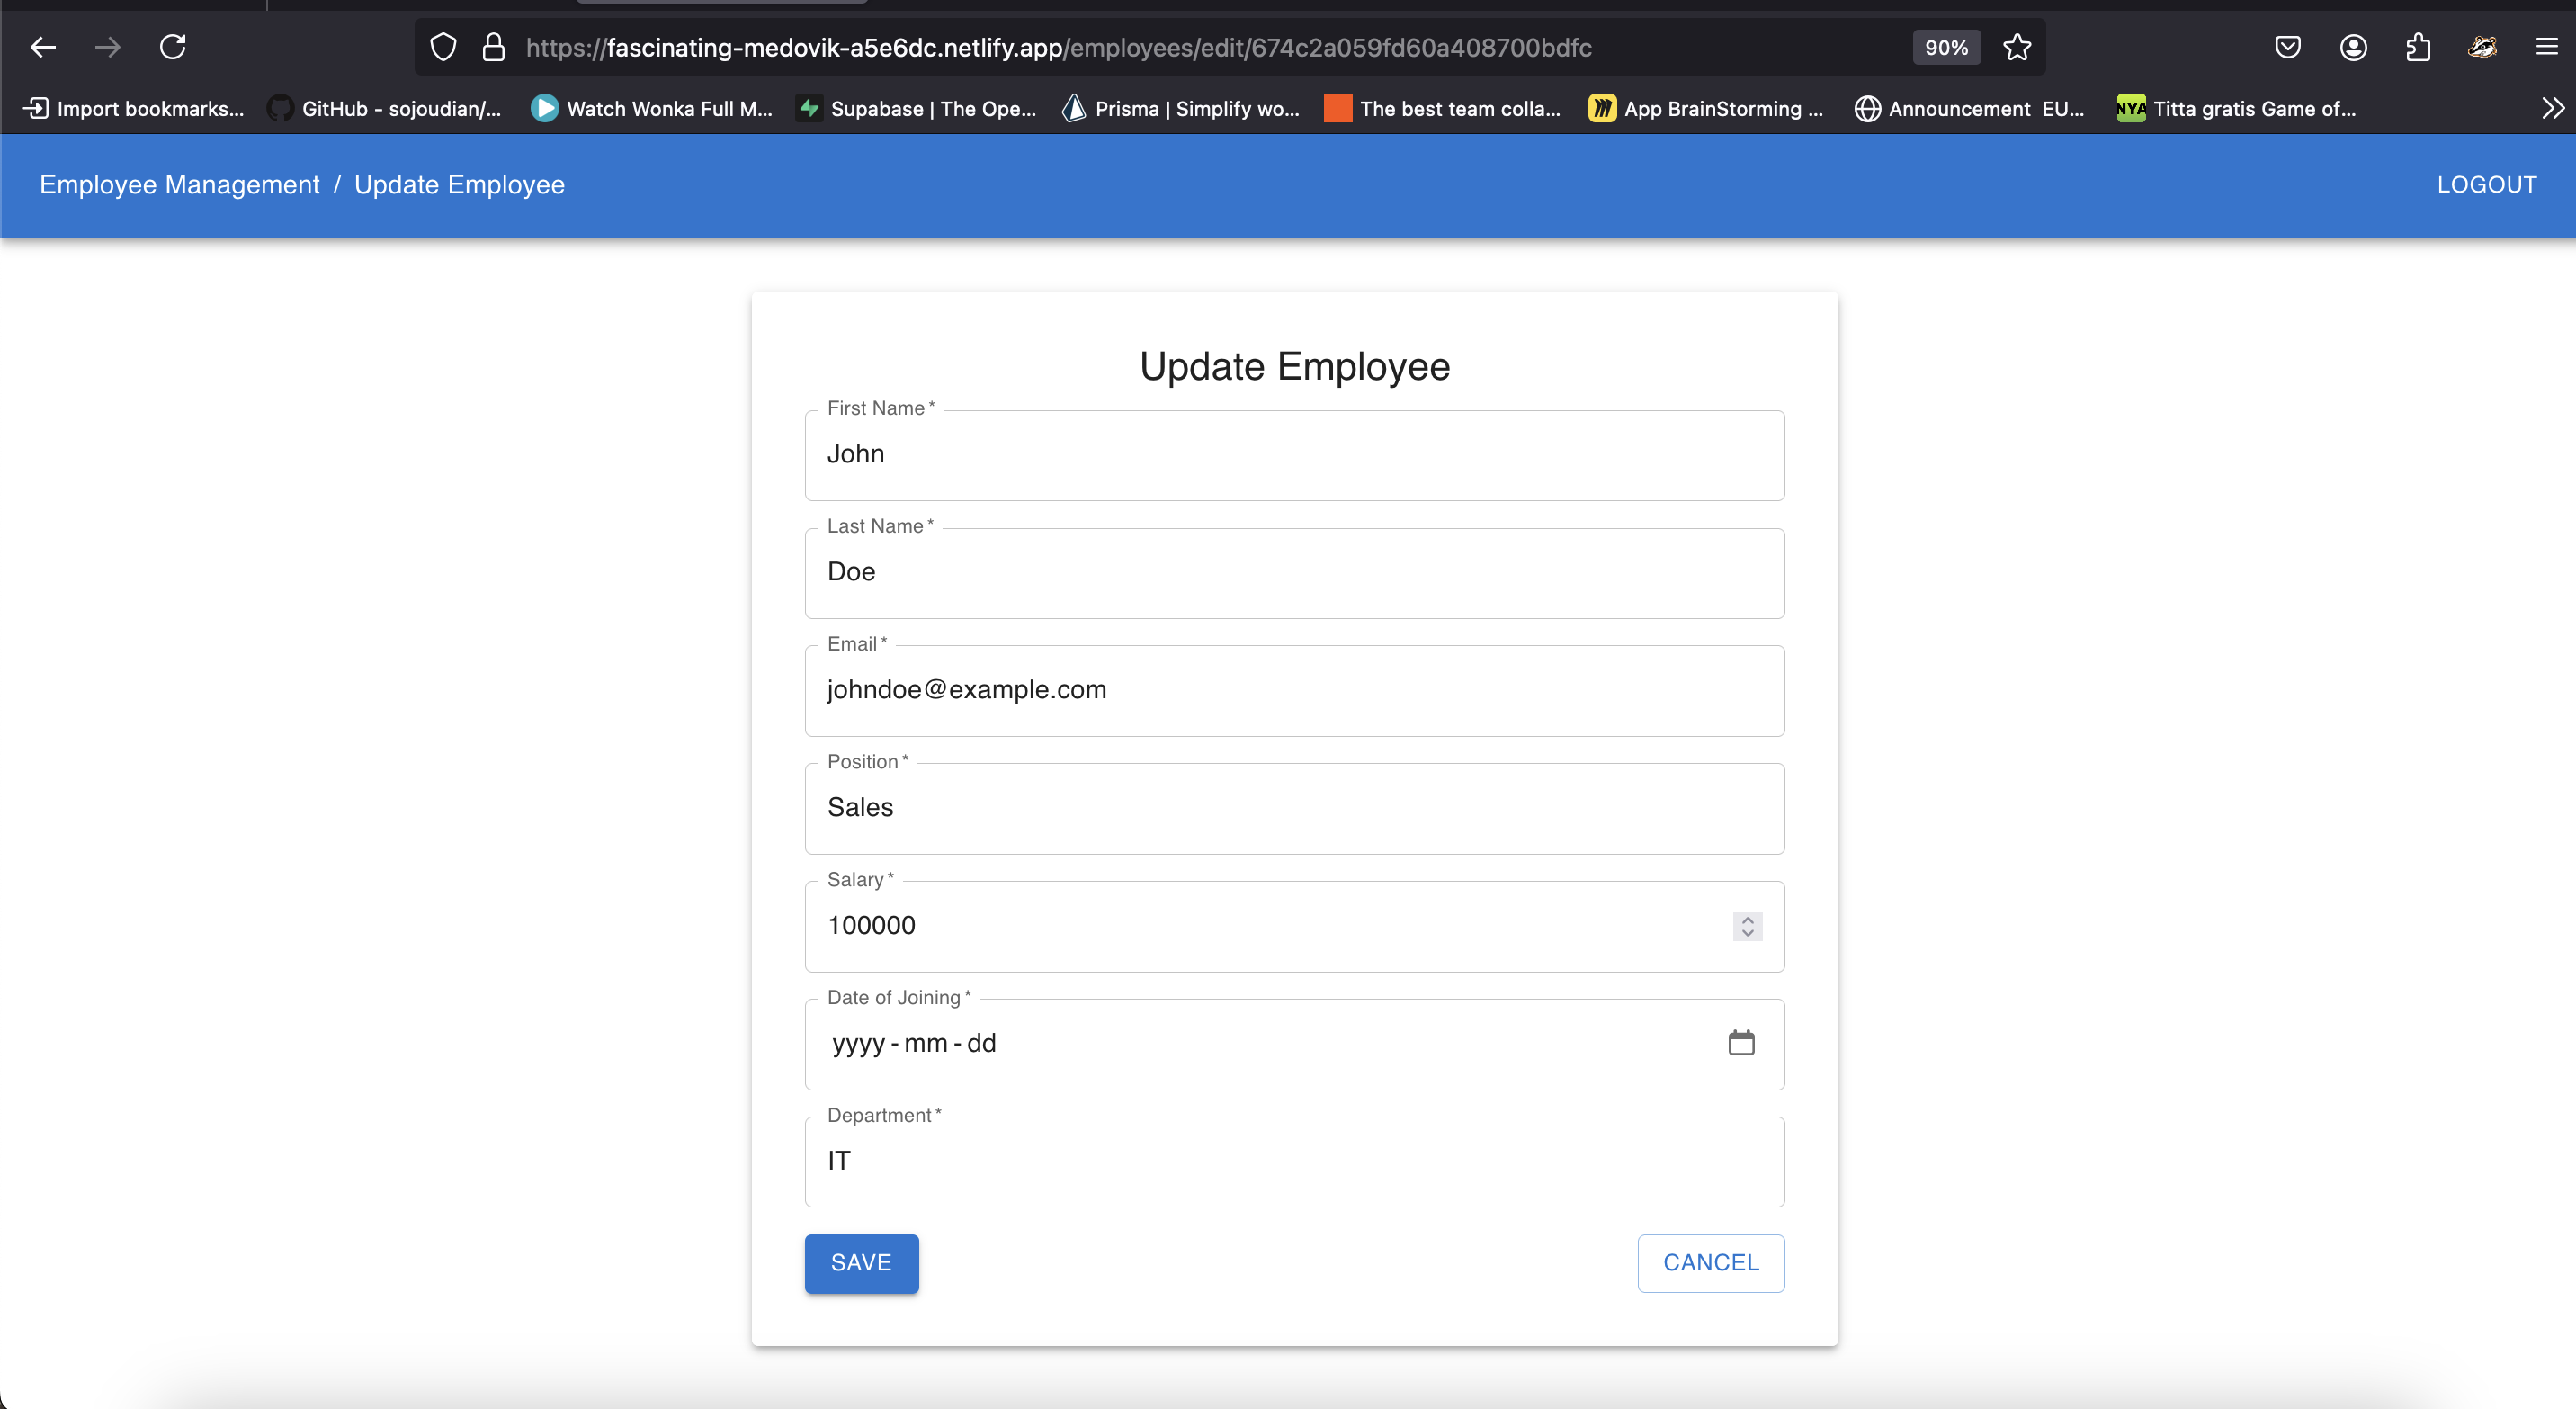 https://fascinating-medovik-a5e6dc.netlify.app/employees/edit/674c2a059fd60a408700bdfc 90%
Import bookmarks... GitHub - sojoudian/... Watch Wonka Full M... Supabase | The Ope... Prisma | Simplify wo... The best team colla... App BrainStorming ... Announcement EU... NYA Titta gratis Game of...
Employee Management / Update Employee LOGOUT
Update Employee
First Name *
John
Last Name *
Doe
Email *
johndoe@example.com
Position *
Sales
Salary *
100000
Date of Joining *
yyyy - mm - dd
Department *
IT
SAVE CANCEL